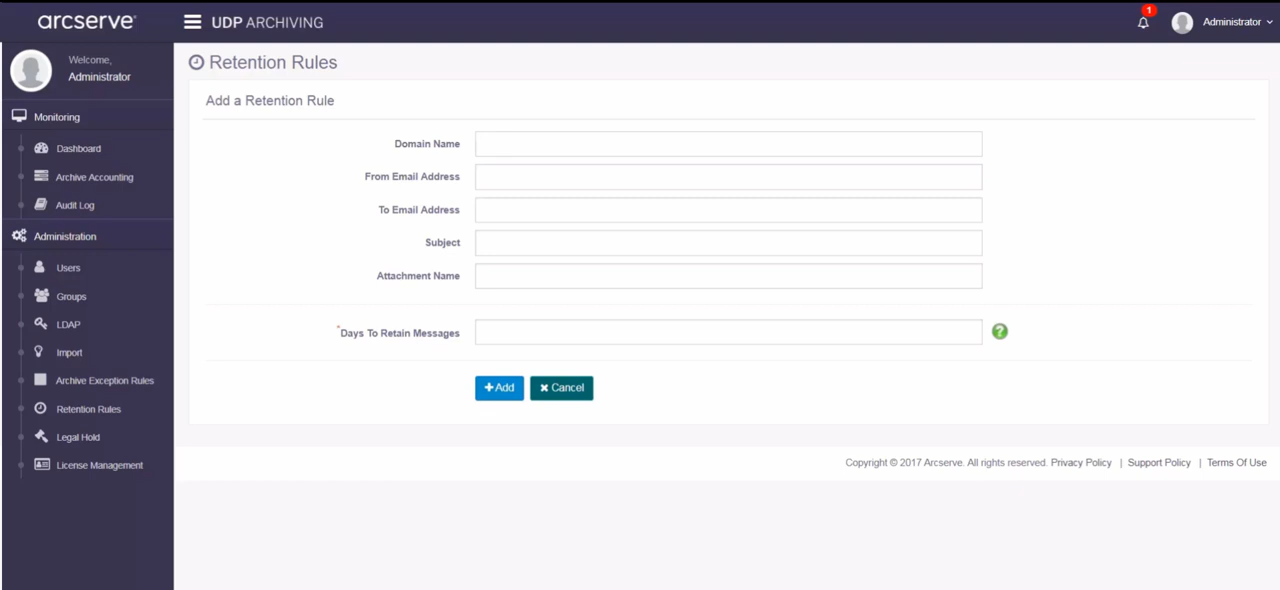 arcserve®
UDP ARCHIVING
1
Administrator
Welcome,
Administrator
Monitoring
Dashboard
Archive Accounting
Audit Log
Administration
Users
Groups
LDAP
Import
Archive Exception Rules
Retention Rules
Legal Hold
License Management
Retention Rules
Add a Retention Rule
Domain Name
From Email Address
To Email Address
Subject
Attachment Name
*Days To Retain Messages
?
+ Add
× Cancel
Copyright © 2017 Arcserve. All rights reserved. Privacy Policy | Support Policy | Terms Of Use